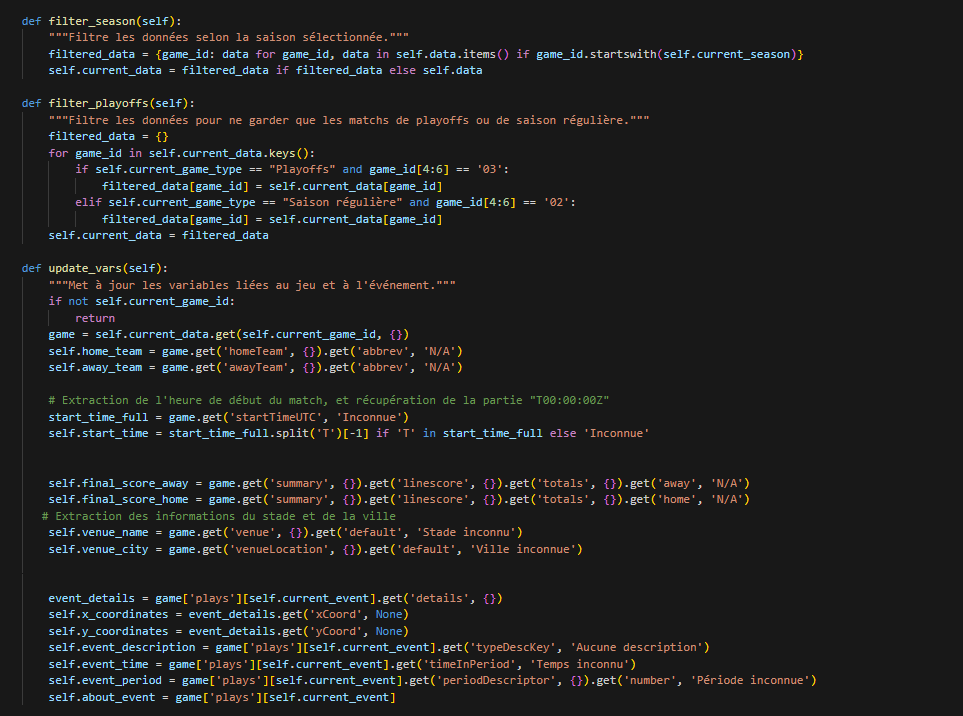 def filter_season(self):
"""Filtre les données selon la saison sélectionnée."""
filtered_data = {game_id: data for game_id, data in self.data.items() if game_id.startswith(self.current_season)}
self.current_data = filtered_data if filtered_data else self.data
def filter_playoffs(self):
"""Filtre les données pour ne garder que les matchs de playoffs ou de saison régulière."""
filtered_data = {}
for game_id in self.current_data.keys():
if self.current_game_type == "Playoffs" and game_id[4:6] == '03':
filtered_data[game_id] = self.current_data[game_id]
elif self.current_game_type == "Saison régulière" and game_id[4:6] == '02':
filtered_data[game_id] = self.current_data[game_id]
self.current_data = filtered_data
def update_vars(self):
"""Met à jour les variables liées au jeu et à l'événement."""
if not self.current_game_id:
return
game = self.current_data.get(self.current_game_id, {})
self.home_team = game.get('homeTeam', {}).get('abbrev', 'N/A')
self.away_team = game.get('awayTeam', {}).get('abbrev', 'N/A')
# Extraction de l'heure de début du match, et récupération de la partie "T00:00:00Z"
start_time_full = game.get('startTimeUTC', 'Inconnue')
self.start_time = start_time_full.split('T')[-1] if 'T' in start_time_full else 'Inconnue'
self.final_score_away = game.get('summary', {}).get('linescore', {}).get('totals', {}).get('away', 'N/A')
self.final_score_home = game.get('summary', {}).get('linescore', {}).get('totals', {}).get('home', 'N/A')
# Extraction des informations du stade et de la ville
self.venue_name = game.get('venue', {}).get('default', 'Stade inconnu')
self.venue_city = game.get('venueLocation', {}).get('default', 'Ville inconnue')
event_details = game['plays'][self.current_event].get('details', {})
self.x_coordinates = event_details.get('xCoord', None)
self.y_coordinates = event_details.get('yCoord', None)
self.event_description = game['plays'][self.current_event].get('typeDescKey', 'Aucune description')
self.event_time = game['plays'][self.current_event].get('timeInPeriod', 'Temps inconnu')
self.event_period = game['plays'][self.current_event].get('periodDescriptor', {}).get('number', 'Période inconnue')
self.about_event = game['plays'][self.current_event]